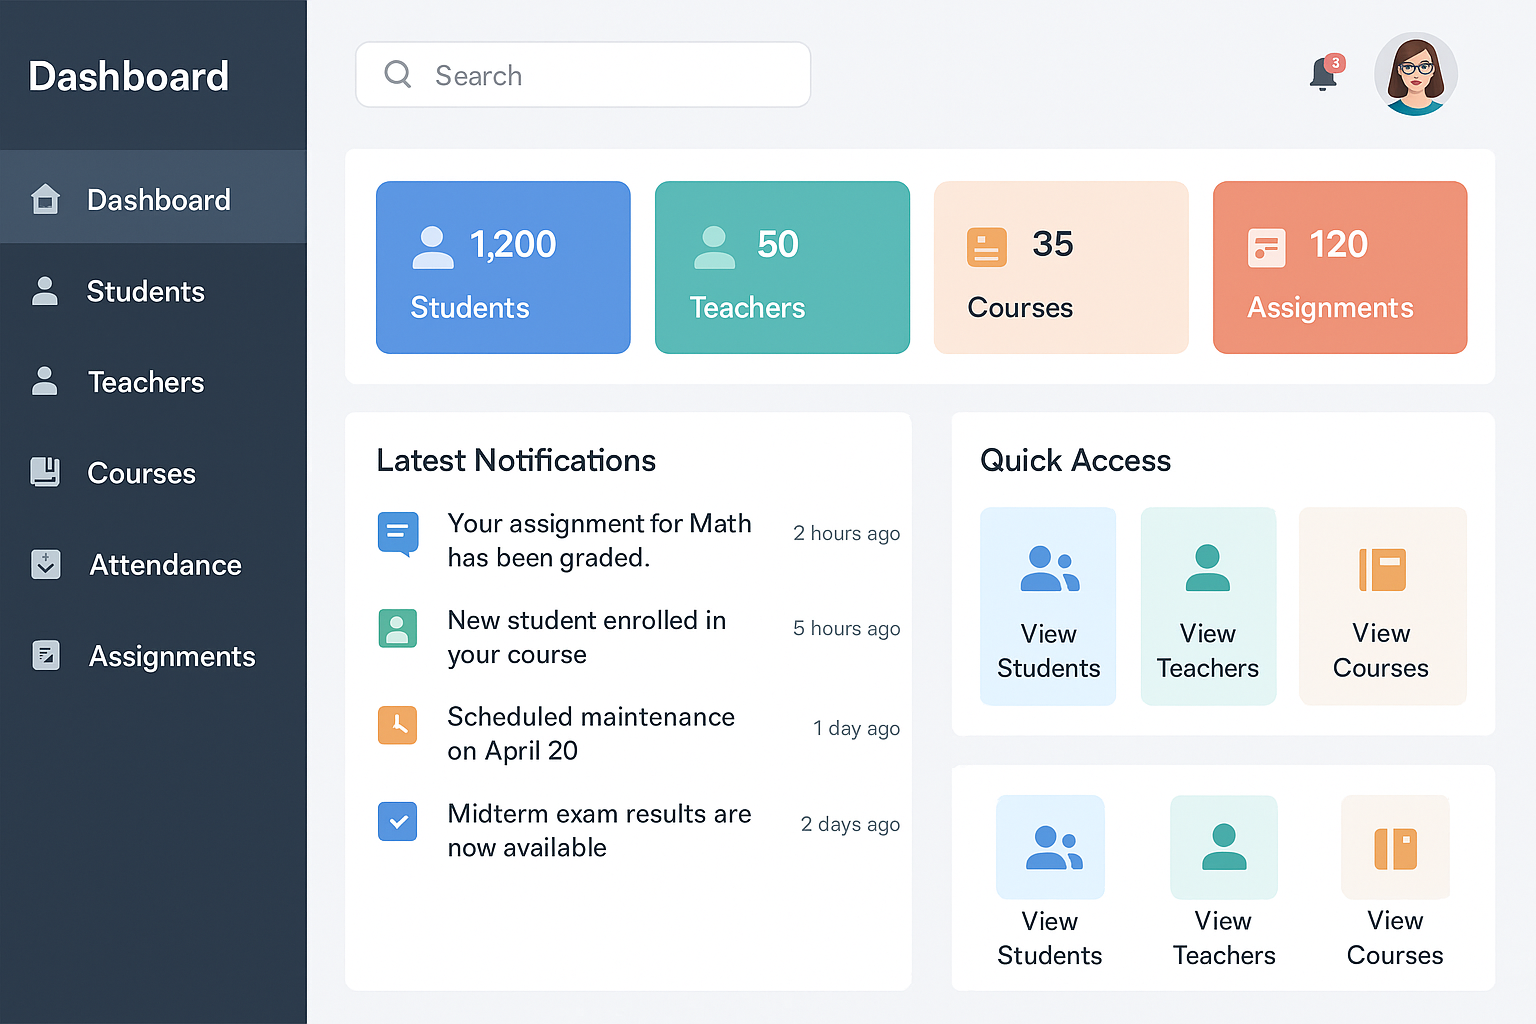 Dashboard
Dashboard
Students
Teachers
Courses
Attendance
Assignments
Search
3
1,200
Students
50
Teachers
35
Courses
120
Assignments
Latest Notifications
Your assignment for Math
has been graded.
2 hours ago
New student enrolled in
your course
5 hours ago
Scheduled maintenance
on April 20
1 day ago
Midterm exam results are
now available
2 days ago
Quick Access
View
Students
View
Teachers
View
Courses
View
Students
View
Teachers
View
Courses